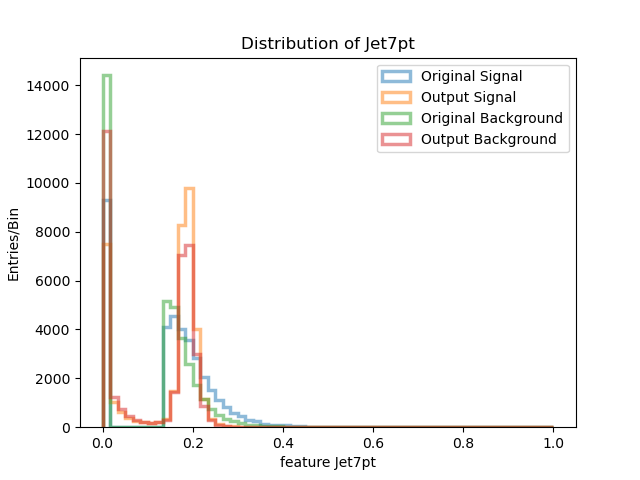 Distribution of Jet7pt
Original Signal
Output Signal
Original Background
Output Background
Entries/Bin
14000
12000
10000
8000
6000
4000
2000
0
0.0 0.2 0.4 0.6 0.8 1.0
feature Jet7pt